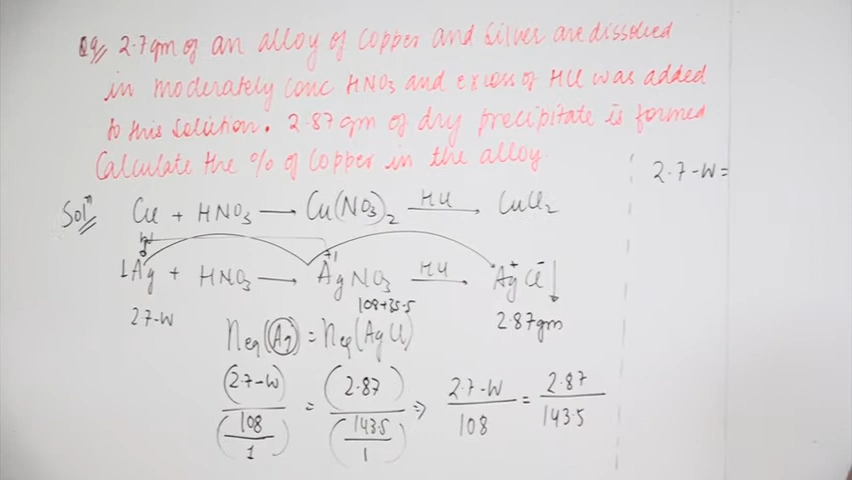 Q9, 2.7gm of an alloy of Copper and Silver are dissolved
in moderately conc HNO3 and excess of HCl was added
to this solution. 2.87 gm of dry precipitate is formed
Calculate the % of Copper in the alloy.
2.7-W=
Solⁿ Cu + HNO3 → Cu(NO3)2 —HCl→ CuCl2
W
1Ag + HNO3 → Ag⁺¹NO3 —HCl→ Ag⁺Cl⁻↓
2.7-W 108+35.5 2.87gm
neq(Ag) = neq(AgCl)
(2.7-W)/(108/1) = (2.87)/(143.5/1) ⇒ 2.7-W/108 = 2.87/143.5